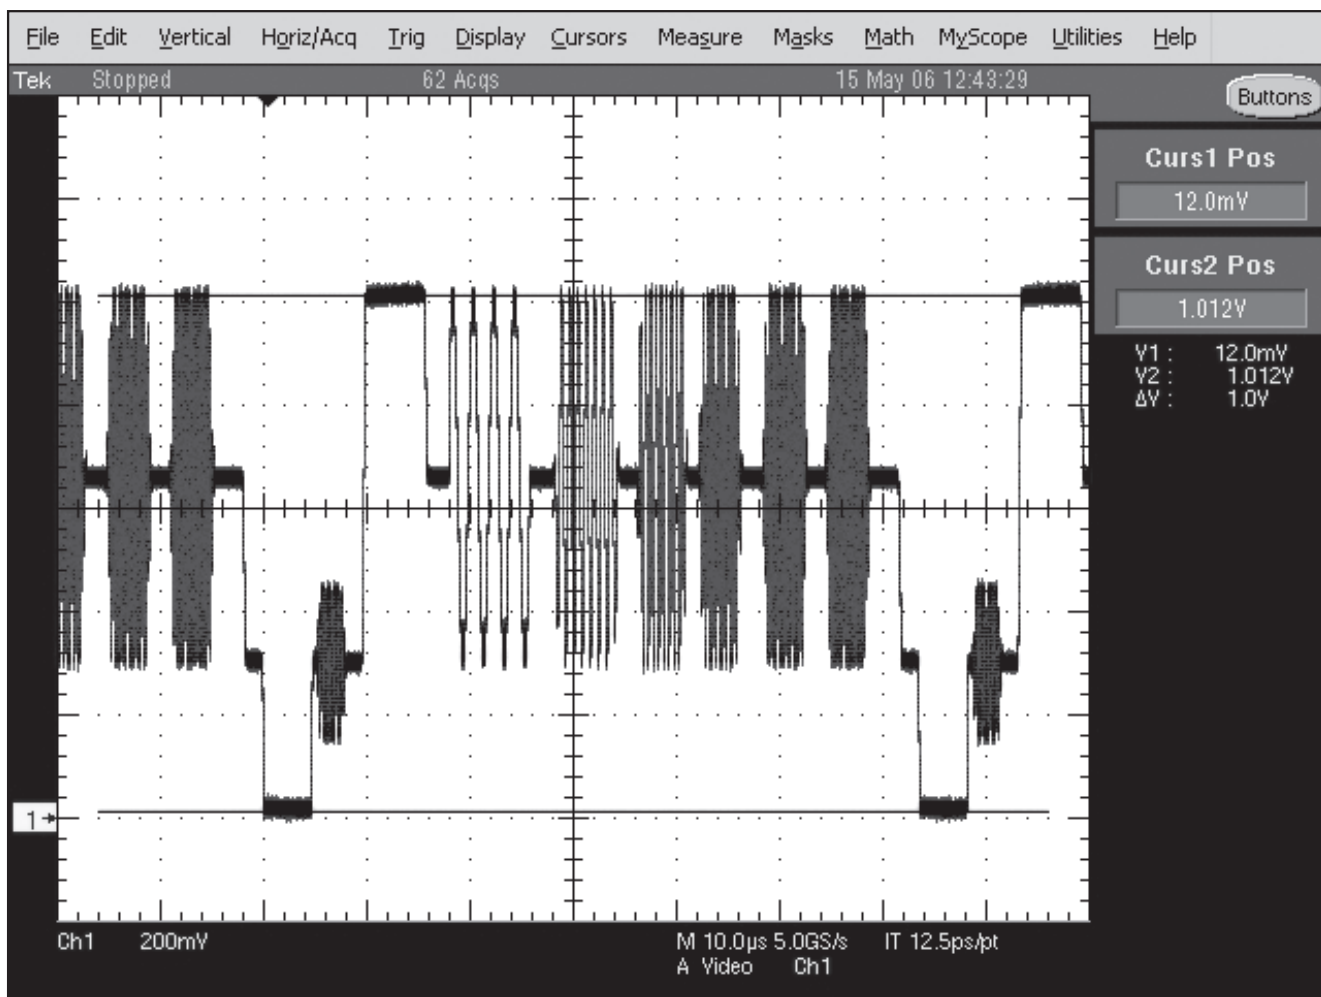 File Edit Vertical Horiz/Acq Trig Display Cursors Measure Masks Math MyScope Utilities Help
Tek Stopped 62 Acqs 15 May 06 12:43:29
Buttons
Curs1 Pos
12.0mV
Curs2 Pos
1.012V
V1 : 12.0mV
V2 : 1.012V
ΔV : 1.0V
1
Ch1 200mV M 10.0µs 5.0GS/s IT 12.5ps/pt
A Video Ch1